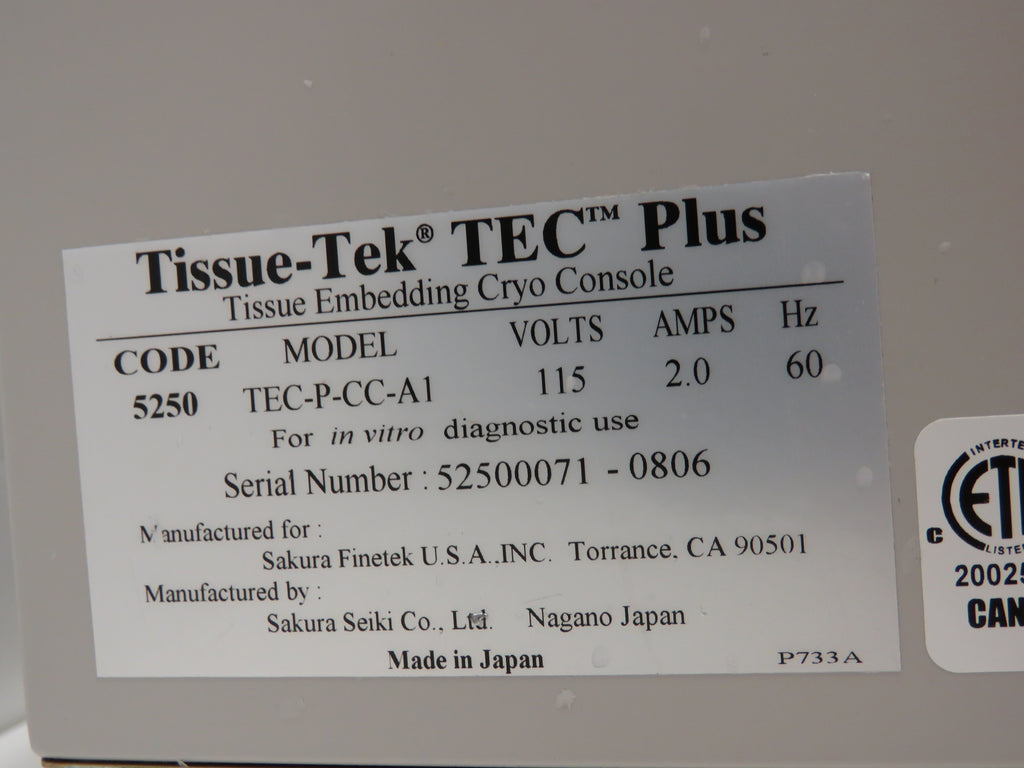 Tissue-Tek® TEC™ Plus
Tissue Embedding Cryo Console
CODE MODEL VOLTS AMPS Hz
5250 TEC-P-CC-A1 115 2.0 60
For in vitro diagnostic use
Serial Number : 52500071 - 0806
Manufactured for :
Sakura Finetek U.S.A.,INC. Torrance, CA 90501
Manufactured by :
Sakura Seiki Co., Ltd. Nagano Japan
Made in Japan P733A
C